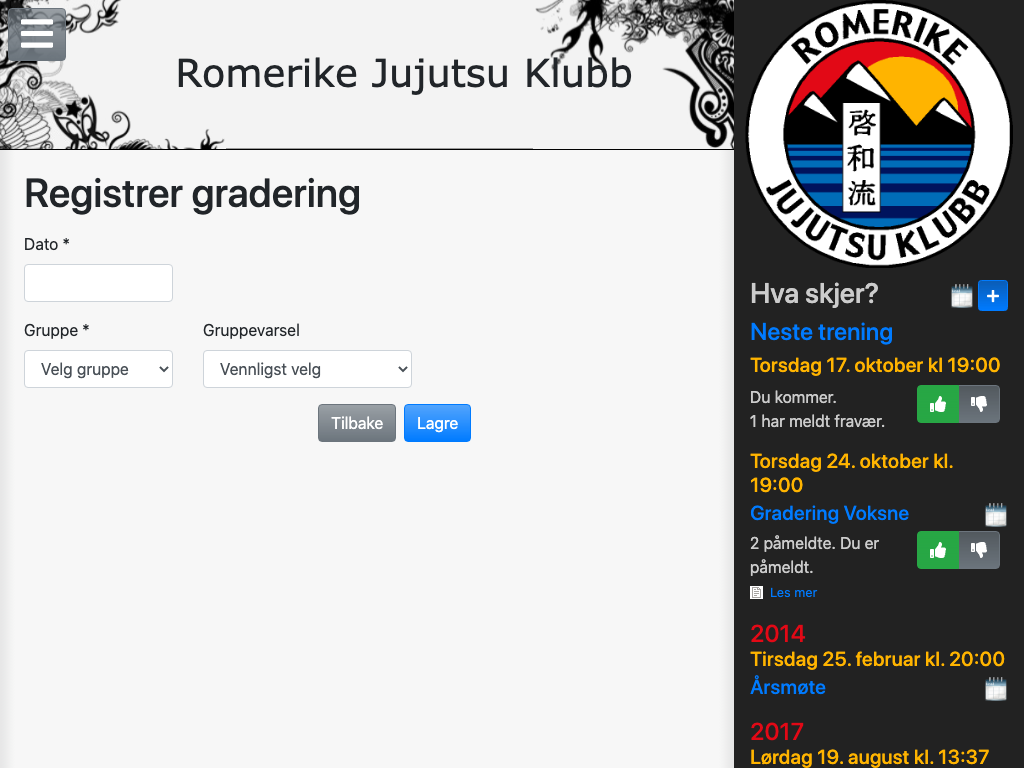 Romerike Jujutsu Klubb
Registrer gradering
Dato *
Gruppe *
Gruppevarsel
Velg gruppe
Vennligst velg
Tilbake
Lagre
ROMERIKE
啓和流
JUJUTSU KLUBB
Hva skjer?
+
Neste trening
Torsdag 17. oktober kl 19:00
Du kommer.
1 har meldt fravær.
Torsdag 24. oktober kl.
19:00
Gradering Voksne
2 påmeldte. Du er
påmeldt.
Les mer
2014
Tirsdag 25. februar kl. 20:00
Årsmøte
2017
Lørdag 19. august kl. 13:37